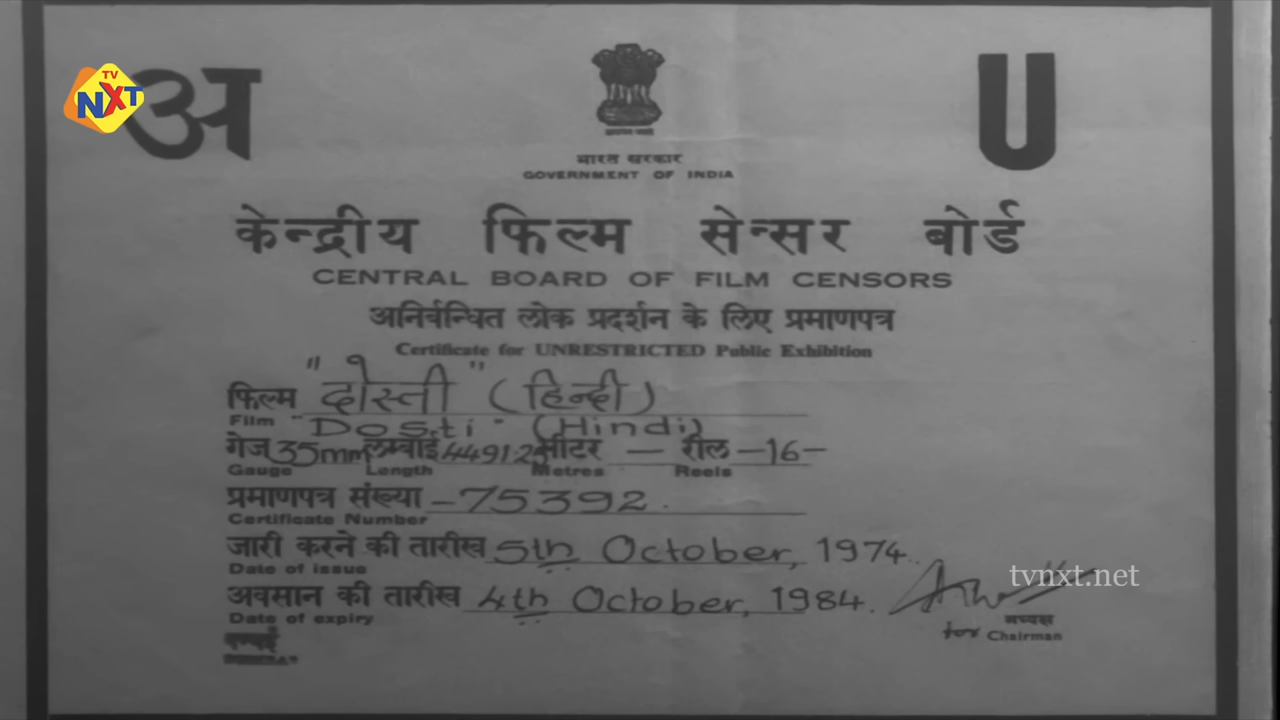 TV
NXT
अ
U
भारत सरकार
GOVERNMENT OF INDIA
केन्द्रीय फिल्म सेन्सर बोर्ड
CENTRAL BOARD OF FILM CENSORS
अनिर्बन्धित लोक प्रदर्शन के लिए प्रमाणपत्र
Certificate for UNRESTRICTED Public Exhibition
फिल्म "दोस्ती" (हिन्दी)
Film "Dosti" (Hindi)
गेज 35mm लम्बाई मीटर — रील -16-
Gauge Length Metres Reels
प्रमाणपत्र संख्या -75392.
Certificate Number
जारी करने की तारीख 5th October, 1974.
Date of issue
tvnxt.net
अवसान की तारीख 4th October, 1984.
Date of expiry
अध्यक्ष
for Chairman